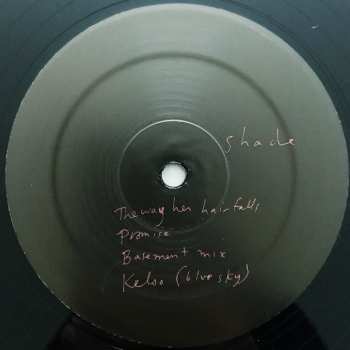 shade
The way her hair falls
Promise
Basement mix
Kelso (blue sky)